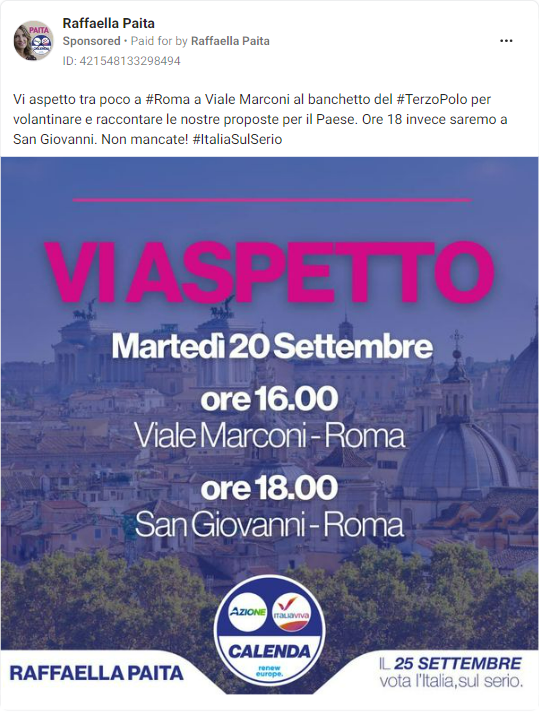 Raffaella Paita
Sponsored • Paid for by Raffaella Paita
ID: 421548133298494
Vi aspetto tra poco a #Roma a Viale Marconi al banchetto del #TerzoPolo per
volantinare e raccontare le nostre proposte per il Paese. Ore 18 invece saremo a
San Giovanni. Non mancate! #ItaliaSulSerio
VI ASPETTO
Martedì 20 Settembre
ore 16.00
Viale Marconi - Roma
ore 18.00
San Giovanni - Roma
AZIONE
ITALIAVIVA
CALENDA
renew
europe.
RAFFAELLA PAITA
IL 25 SETTEMBRE
vota l'Italia, sul serio.